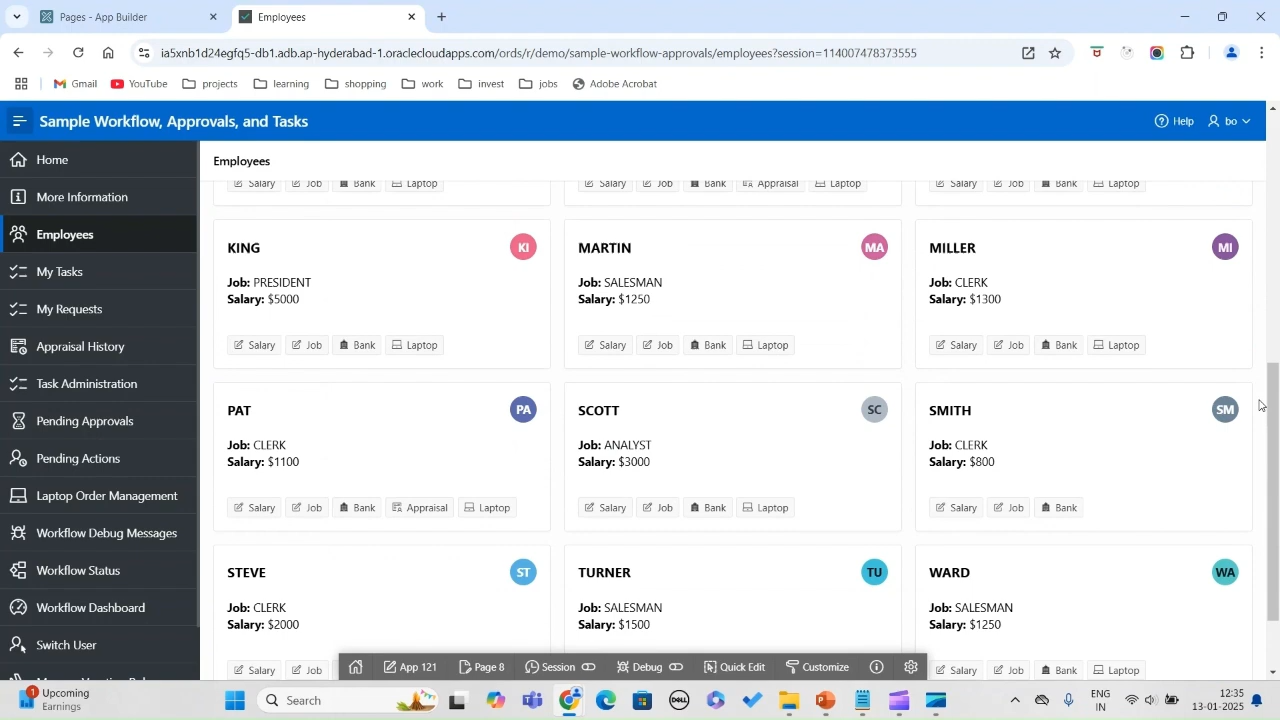 Pages - App Builder
Employees
ia5xnb1d24egfq5-db1.adb.ap-hyderabad-1.oraclecloudapps.com/ords/r/demo/sample-workflow-approvals/employees?session=114007478373555
Gmail YouTube projects learning shopping work invest jobs Adobe Acrobat
Sample Workflow, Approvals, and Tasks Help bo
Home
More Information
Employees
My Tasks
My Requests
Appraisal History
Task Administration
Pending Approvals
Pending Actions
Laptop Order Management
Workflow Debug Messages
Workflow Status
Workflow Dashboard
Switch User
Employees
Salary Job Bank Laptop Salary Job Bank Appraisal Laptop Salary Job Bank Laptop
KING KI MARTIN MA MILLER MI
Job: PRESIDENT Job: SALESMAN Job: CLERK
Salary: $5000 Salary: $1250 Salary: $1300
Salary Job Bank Laptop Salary Job Bank Laptop Salary Job Bank Laptop
PAT PA SCOTT SC SMITH SM
Job: CLERK Job: ANALYST Job: CLERK
Salary: $1100 Salary: $3000 Salary: $800
Salary Job Bank Appraisal Laptop Salary Job Bank Laptop Salary Job Bank
STEVE ST TURNER TU WARD WA
Job: CLERK Job: SALESMAN Job: SALESMAN
Salary: $2000 Salary: $1500 Salary: $1250
Salary Job Salary Job Bank Laptop
App 121 Page 8 Session Debug Quick Edit Customize
1 Upcoming
Earnings
Search
DELL
ENG
IN
12:35
13-01-2025